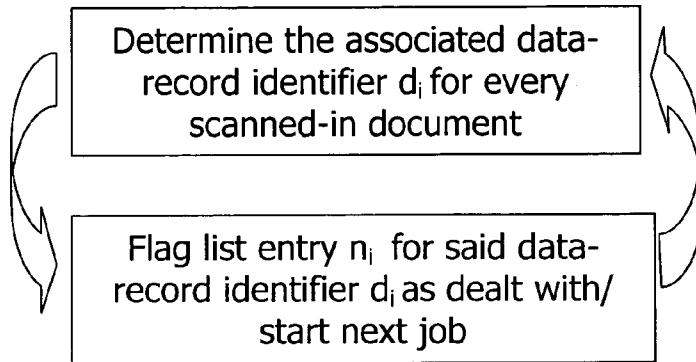 Determine the associated data-
record identifier dᵢ for every
scanned-in document
Flag list entry nᵢ for said data-
record identifier dᵢ as dealt with/
start next job